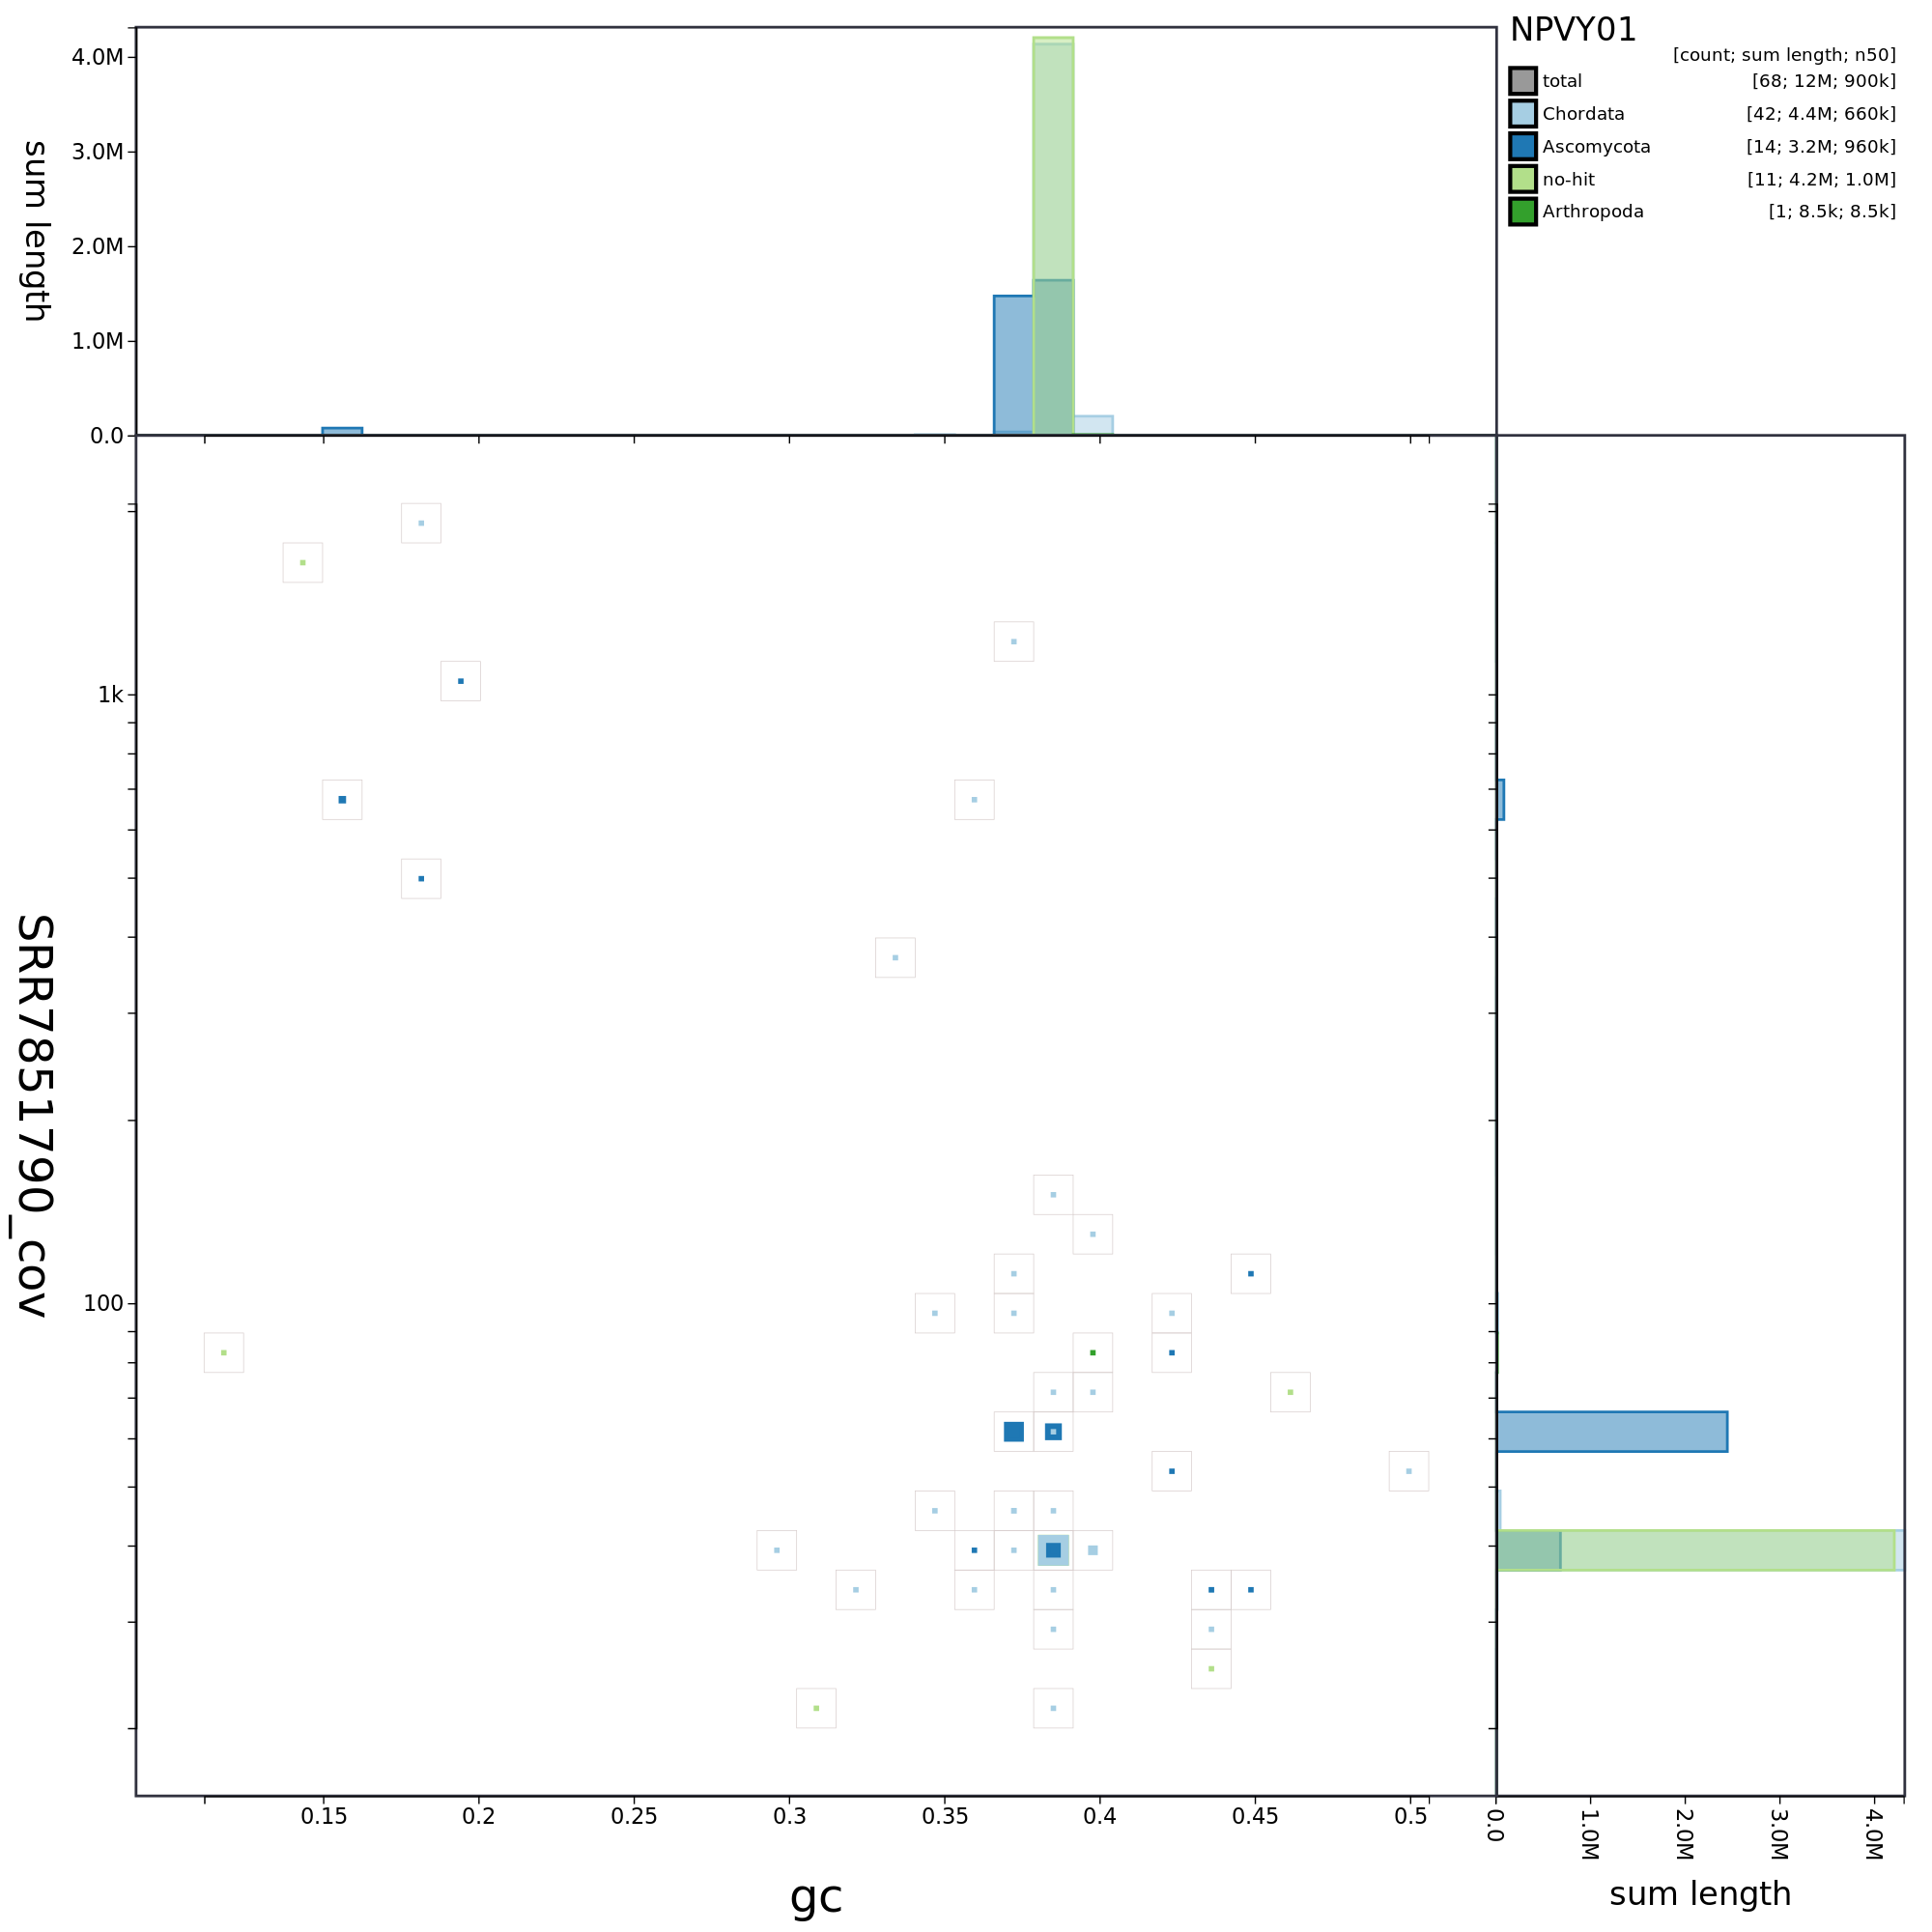 NPVY01
[count; sum length; n50]
total [68; 12M; 900k]
Chordata [42; 4.4M; 660k]
Ascomycota [14; 3.2M; 960k]
no-hit [11; 4.2M; 1.0M]
Arthropoda [1; 8.5k; 8.5k]
sum length
4.0M
3.0M
2.0M
1.0M
0.0
SRR7851790_cov
1k
100
0.15 0.2 0.25 0.3 0.35 0.4 0.45 0.5
gc
0.0 1.0M 2.0M 3.0M 4.0M
sum length